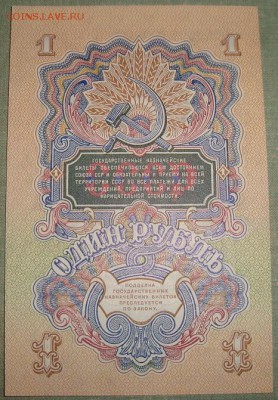 COINS.LAVE.RU
1 1
ГОСУДАРСТВЕННЫЕ КАЗНАЧЕЙСКИЕ
БИЛЕТЫ ОБЕСПЕЧИВАЮТСЯ ВСЕМ ДОСТОЯНИЕМ
СОЮЗА ССР И ОБЯЗАТЕЛЬНЫ К ПРИЕМУ НА ВСЕЙ
ТЕРРИТОРИИ СССР ВО ВСЕ ПЛАТЕЖИ ДЛЯ ВСЕХ
УЧРЕЖДЕНИЙ, ПРЕДПРИЯТИЙ И ЛИЦ ПО
НАРИЦАТЕЛЬНОЙ СТОИМОСТИ.
ОДИН РУБЛЬ
ПОДДЕЛКА
ГОСУДАРСТВЕННЫХ
КАЗНАЧЕЙСКИХ БИЛЕТОВ
ПРЕСЛЕДУЕТСЯ
ПО ЗАКОНУ.
1 1